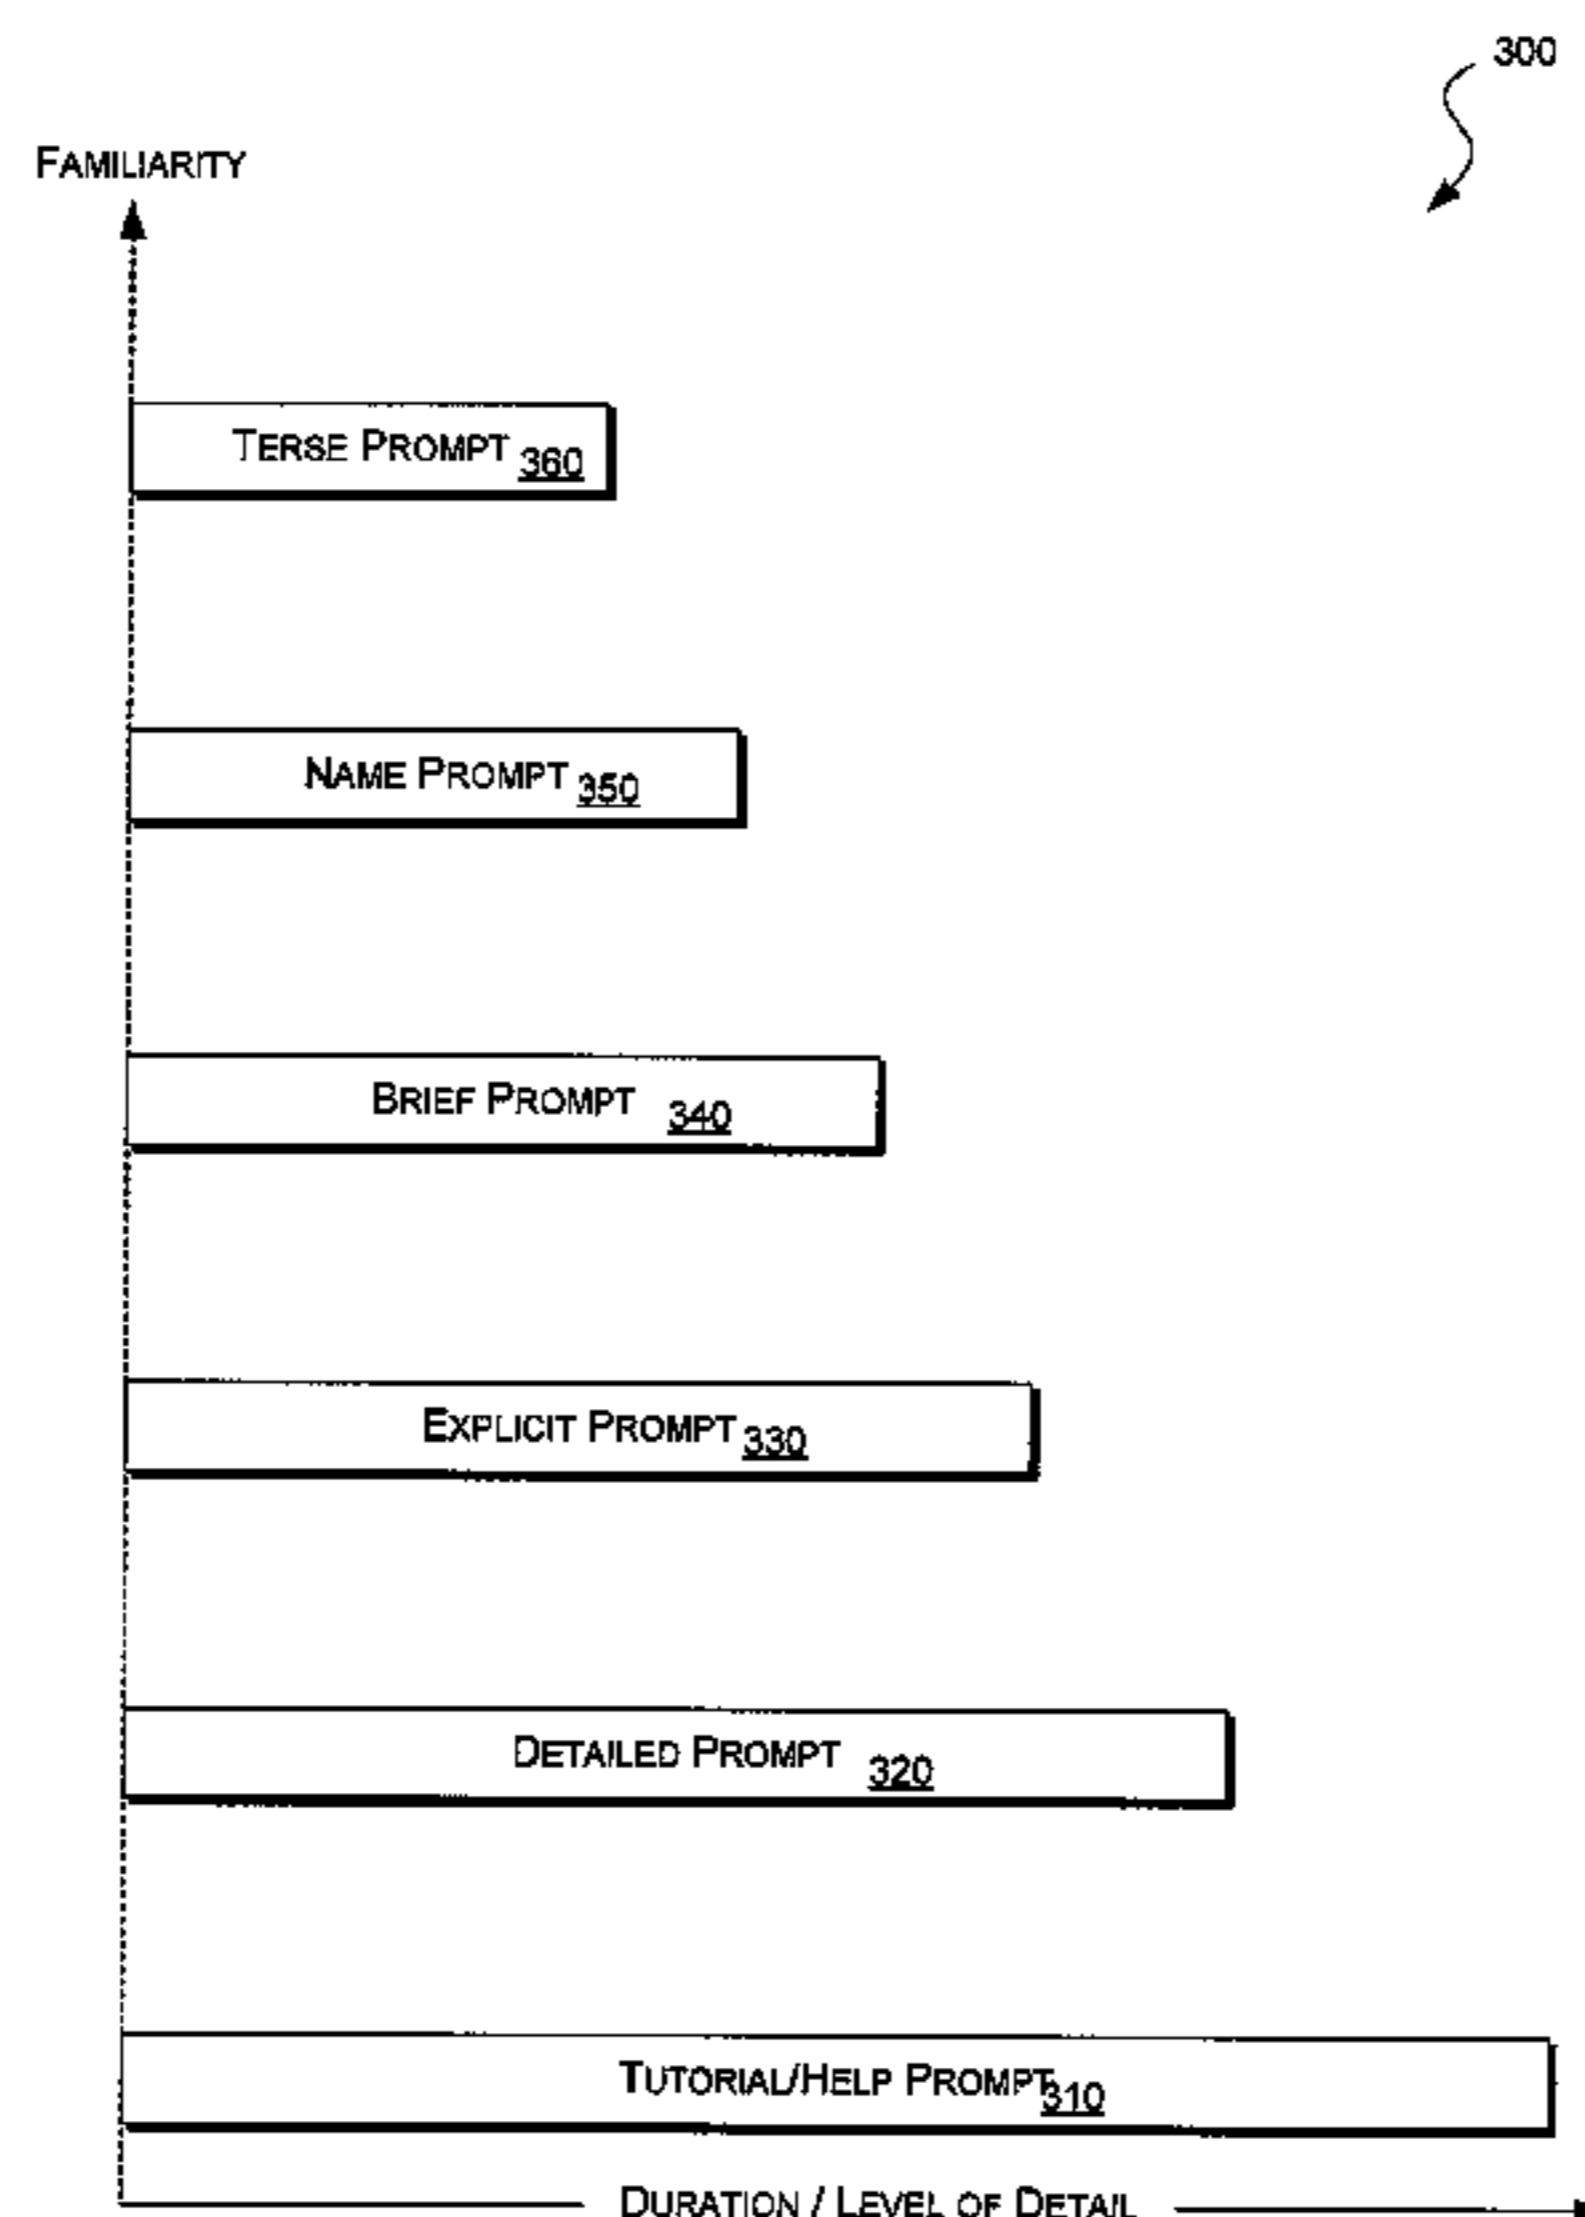 300
FAMILIARITY
TERSE PROMPT 360
NAME PROMPT 350
BRIEF PROMPT 340
EXPLICIT PROMPT 330
DETAILED PROMPT 320
TUTORIAL/HELP PROMPT 310
DURATION / LEVEL OF DETAIL